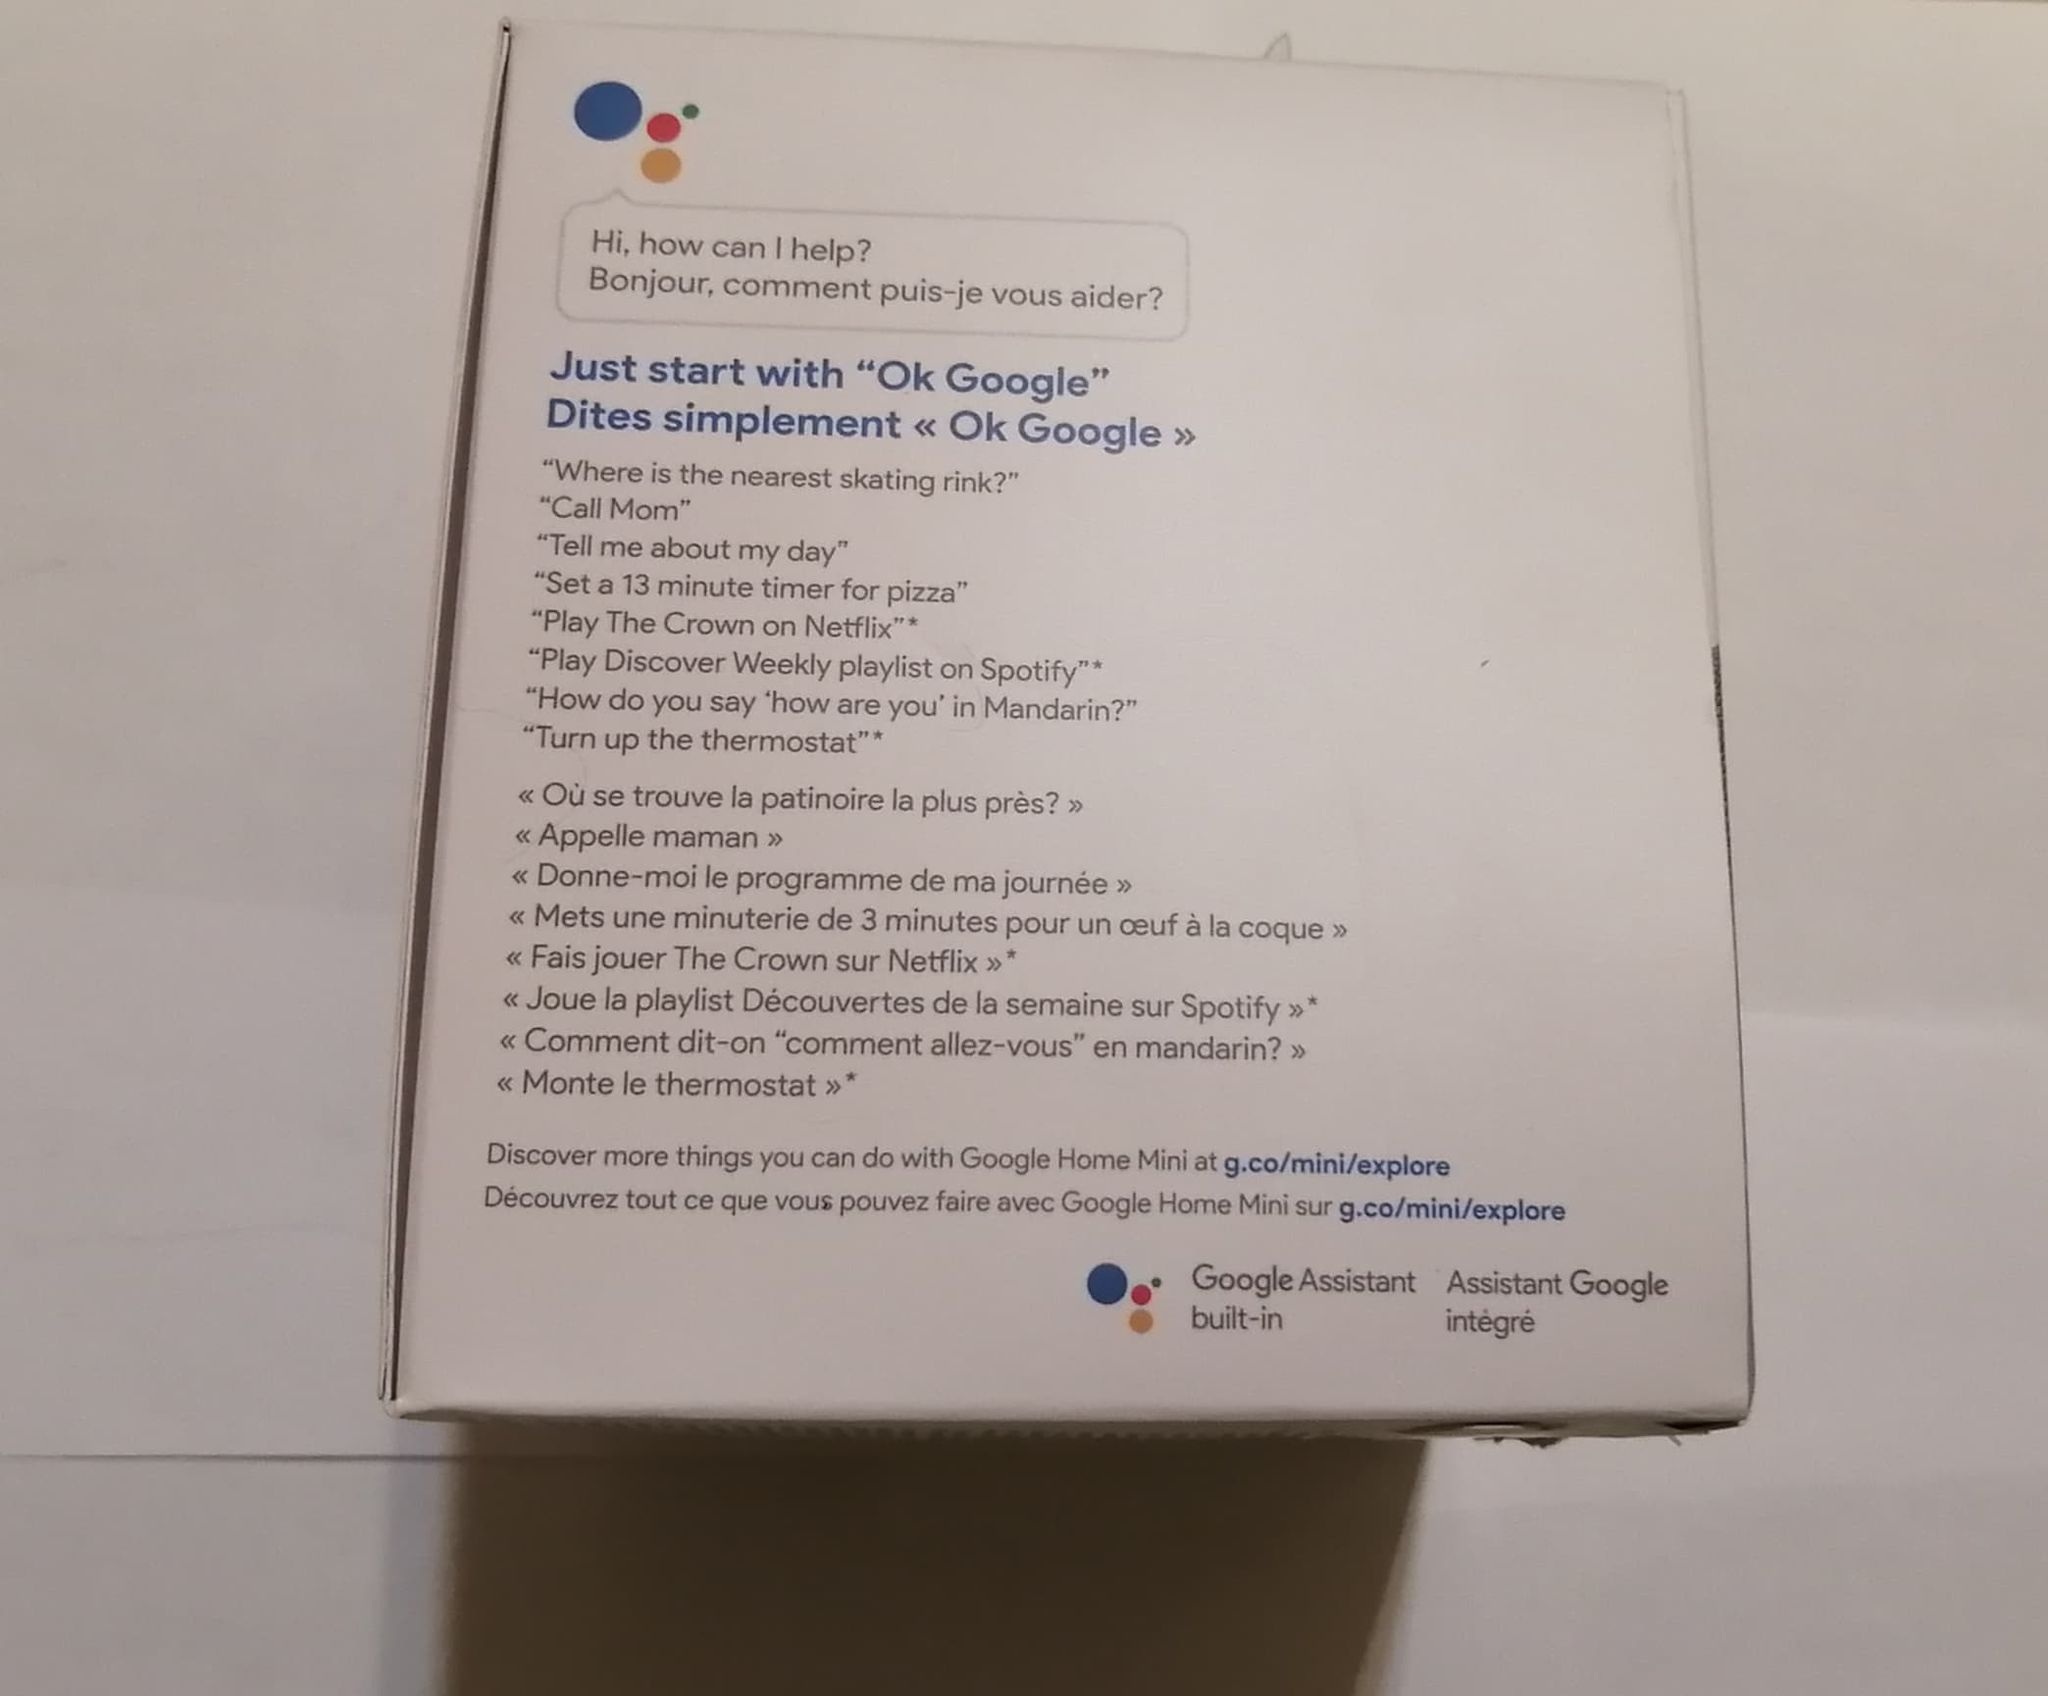 Hi, how can I help?
Bonjour, comment puis-je vous aider?
Just start with “Ok Google”
Dites simplement « Ok Google »
“Where is the nearest skating rink?”
“Call Mom”
“Tell me about my day”
“Set a 13 minute timer for pizza”
“Play The Crown on Netflix”*
“Play Discover Weekly playlist on Spotify”*
“How do you say ‘how are you’ in Mandarin?”
“Turn up the thermostat”*
« Où se trouve la patinoire la plus près? »
« Appelle maman »
« Donne-moi le programme de ma journée »
« Mets une minuterie de 3 minutes pour un œuf à la coque »
« Fais jouer The Crown sur Netflix »*
« Joue la playlist Découvertes de la semaine sur Spotify »*
« Comment dit-on “comment allez-vous” en mandarin? »
« Monte le thermostat »*
Discover more things you can do with Google Home Mini at g.co/mini/explore
Découvrez tout ce que vous pouvez faire avec Google Home Mini sur g.co/mini/explore
Google Assistant
built-in
Assistant Google
intégré